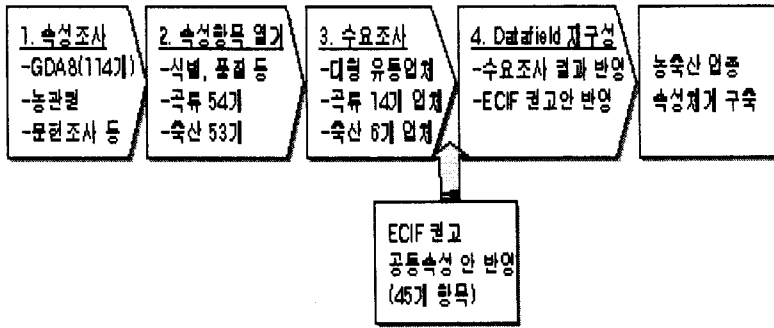 1. 속성조사
-GDA8(114개)
-농관원
-문헌조사 등
2. 속성항목 열거
-식별, 품질 등
-곡류 54개
-축산 53개
3. 수요조사
-대형 유통업체
-곡류 14개 업체
-축산 6개 업체
4. Datafield 재구성
-수요조사 결과 반영
-ECIF 권고안 반영
농축산 업종
속성체계 구축
ECIF 권고
공통속성 안 반영
(45개 항목)